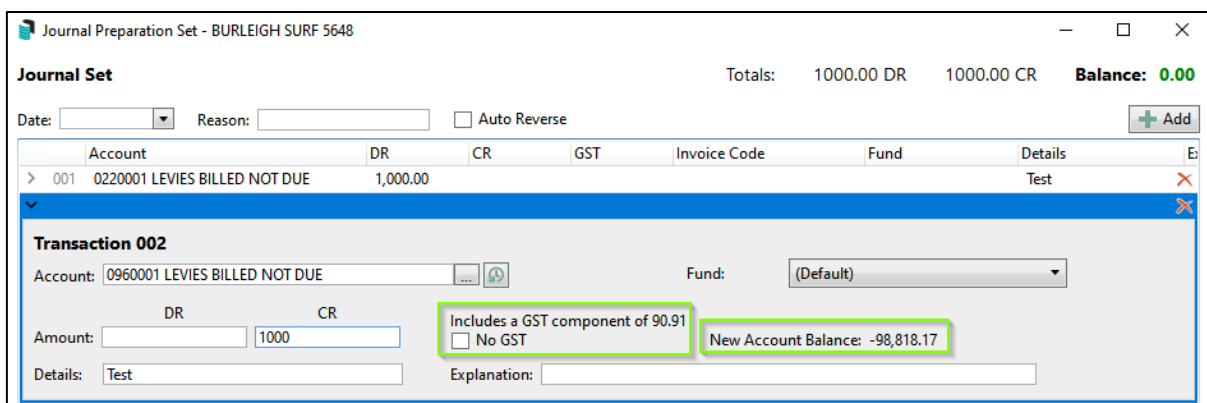 Journal Preparation Set - BURLEIGH SURF 5648
Journal Set Totals: 1000.00 DR 1000.00 CR Balance: 0.00
Date: Reason: Auto Reverse Add
Account DR CR GST Invoice Code Fund Details E
001 0220001 LEVIES BILLED NOT DUE 1,000.00 Test
Transaction 002
Account: 0960001 LEVIES BILLED NOT DUE ... Fund: (Default)
DR CR
Includes a GST component of 90.91
Amount: 1000 No GST New Account Balance: -98,818.17
Details: Test Explanation: